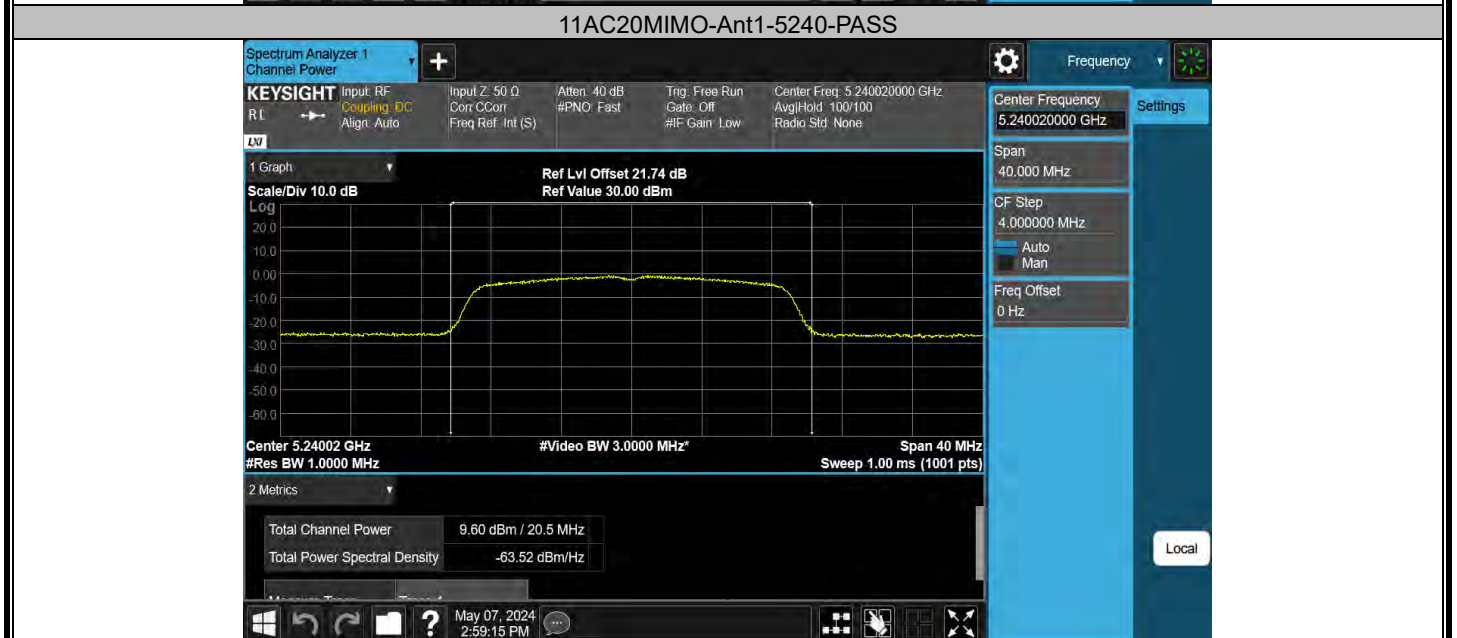 11AC20MIMO-Ant1-5240-PASS
Spectrum Analyzer 1
Channel Power
Frequency
KEYSIGHT Input: RF Input Z: 50 Ω Atten: 40 dB Trig: Free Run Center Freq: 5.240020000 GHz
Coupling: DC Corr CCorr #PNO: Fast Gate: Off Avg|Hold: 100/100
R L Align: Auto Freq Ref: Int (S) #IF Gain: Low Radio Std: None
LXI
Center Frequency
5.240020000 GHz
Settings
Span
40.000 MHz
CF Step
4.000000 MHz
Auto
Man
Freq Offset
0 Hz
1 Graph
Ref Lvl Offset 21.74 dB
Scale/Div 10.0 dB Ref Value 30.00 dBm
Log
20.0
10.0
0.00
-10.0
-20.0
-30.0
-40.0
-50.0
-60.0
Center 5.24002 GHz #Video BW 3.0000 MHz* Span 40 MHz
#Res BW 1.0000 MHz Sweep 1.00 ms (1001 pts)
2 Metrics
Total Channel Power 9.60 dBm / 20.5 MHz
Total Power Spectral Density -63.52 dBm/Hz
Local
? May 07, 2024
2:59:15 PM